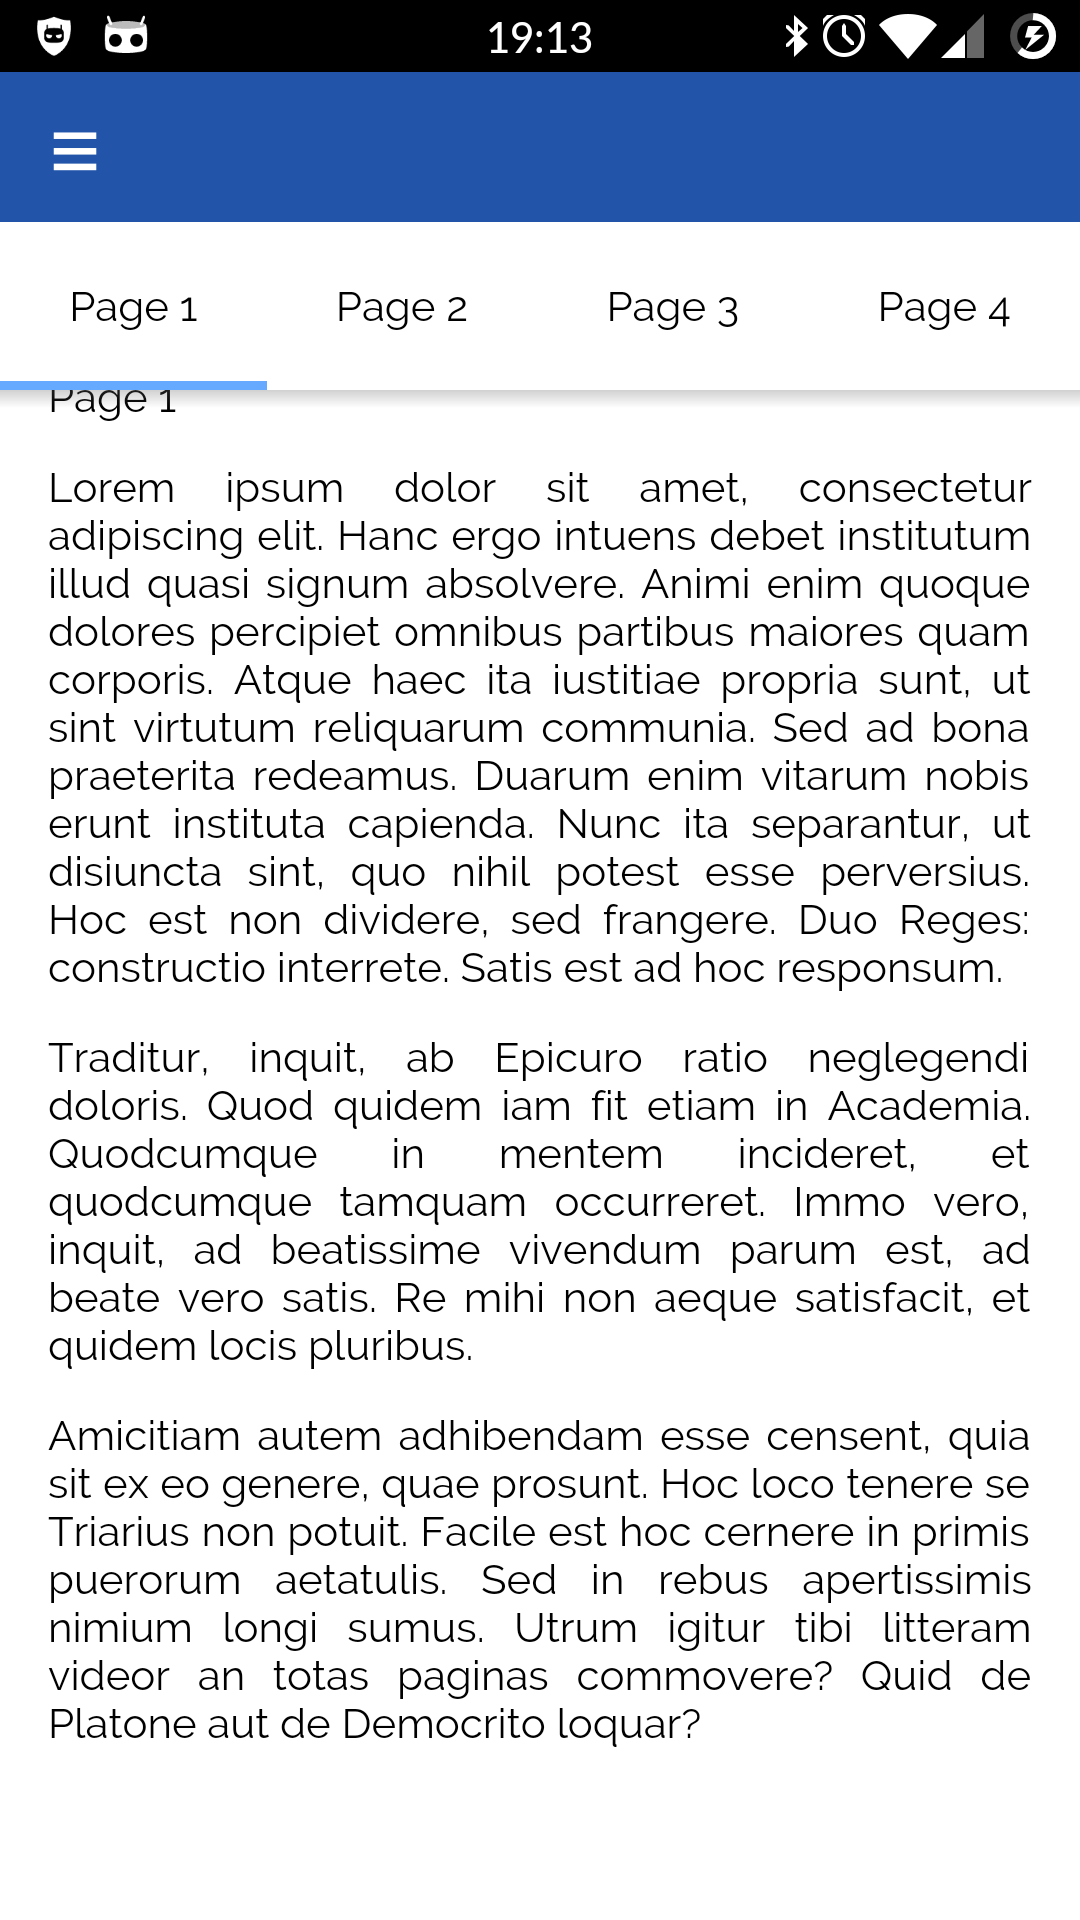 19:13
Page 1 Page 2 Page 3 Page 4
Page 1
Lorem ipsum dolor sit amet, consectetur
adipiscing elit. Hanc ergo intuens debet institutum
illud quasi signum absolvere. Animi enim quoque
dolores percipiet omnibus partibus maiores quam
corporis. Atque haec ita iustitiae propria sunt, ut
sint virtutum reliquarum communia. Sed ad bona
praeterita redeamus. Duarum enim vitarum nobis
erunt instituta capienda. Nunc ita separantur, ut
disiuncta sint, quo nihil potest esse perversius.
Hoc est non dividere, sed frangere. Duo Reges:
constructio interrete. Satis est ad hoc responsum.
Traditur, inquit, ab Epicuro ratio neglegendi
doloris. Quod quidem iam fit etiam in Academia.
Quodcumque in mentem incideret, et
quodcumque tamquam occurreret. Immo vero,
inquit, ad beatissime vivendum parum est, ad
beate vero satis. Re mihi non aeque satisfacit, et
quidem locis pluribus.
Amicitiam autem adhibendam esse censent, quia
sit ex eo genere, quae prosunt. Hoc loco tenere se
Triarius non potuit. Facile est hoc cernere in primis
puerorum aetatulis. Sed in rebus apertissimis
nimium longi sumus. Utrum igitur tibi litteram
videor an totas paginas commovere? Quid de
Platone aut de Democrito loquar?